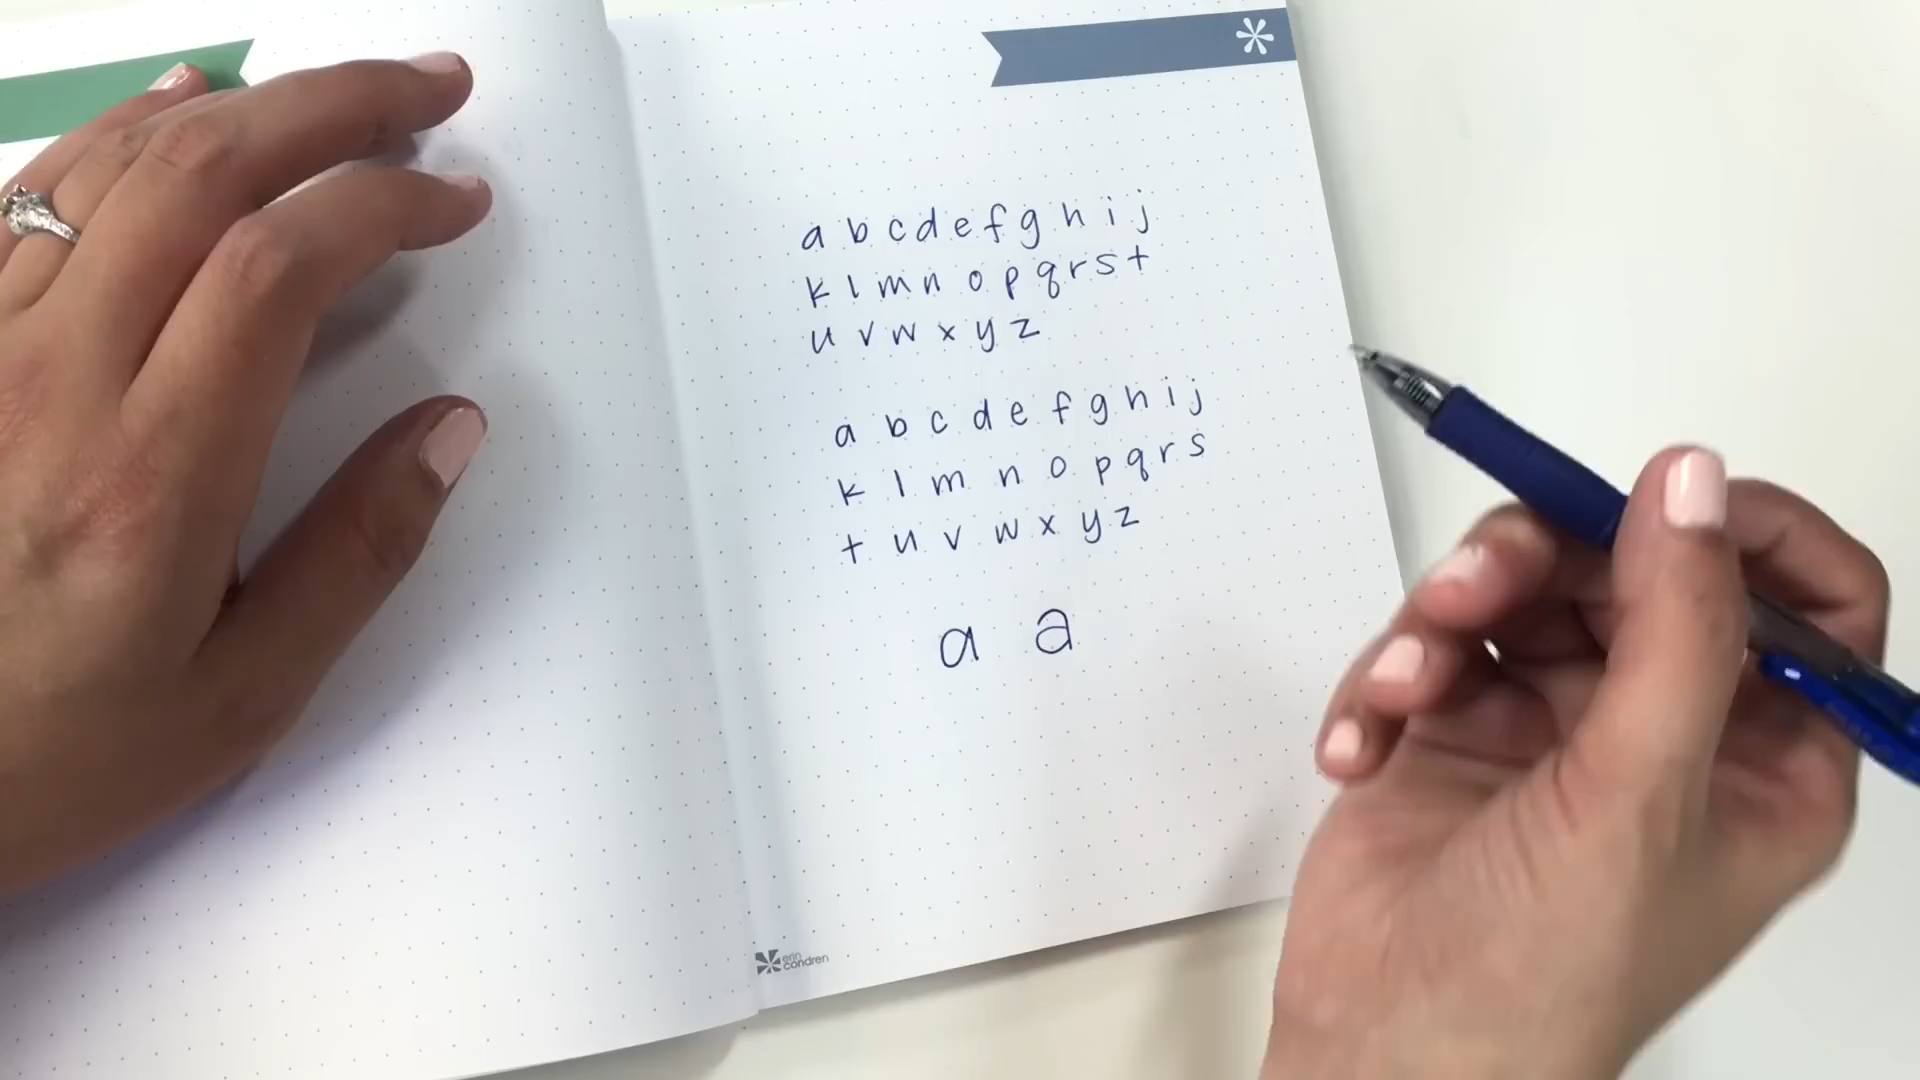 a b c d e f g h i j
k l m n o p q r s t
u v w x y z
a b c d e f g h i j
k l m n o p q r s
t u v w x y z
a a
erin
condren